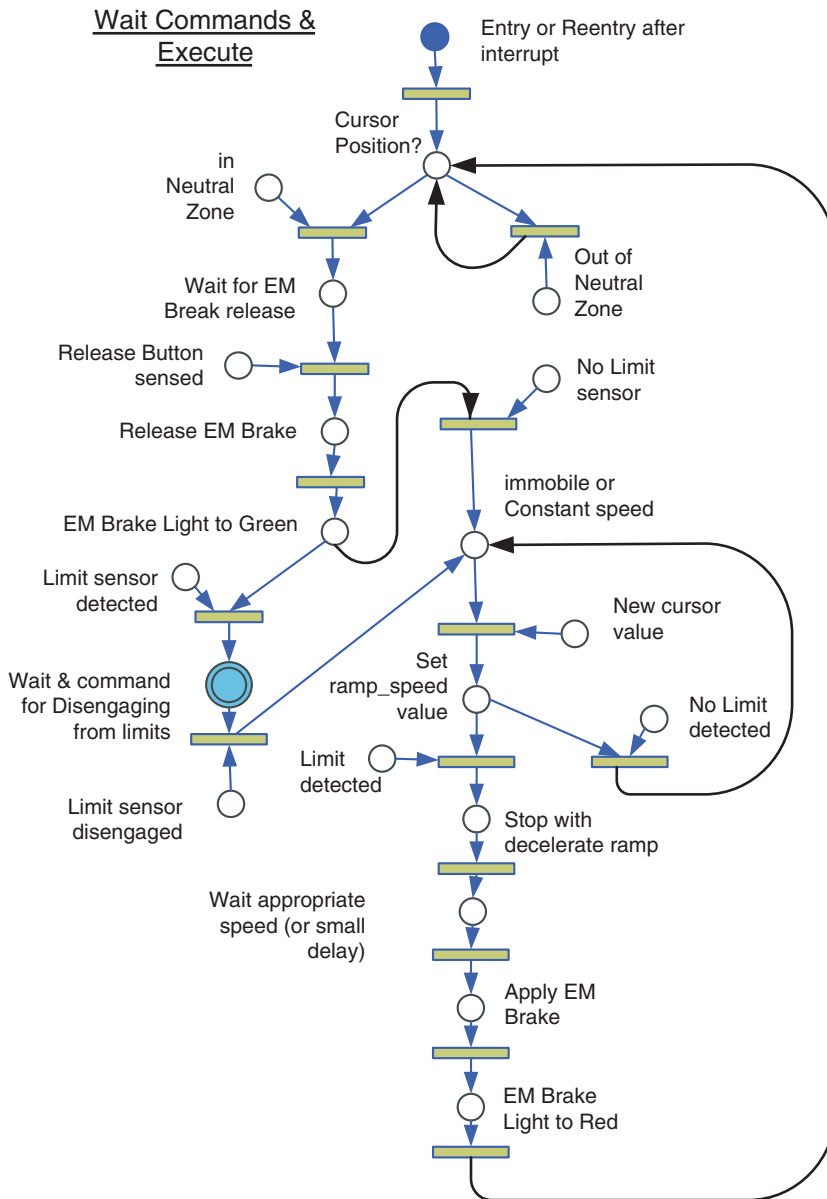 Wait Commands &
Execute
Entry or Reentry after
interrupt
Cursor
Position?
in
Neutral
Zone
Out of
Neutral
Zone
Wait for EM
Break release
Release Button
sensed
No Limit
sensor
Release EM Brake
immobile or
Constant speed
EM Brake Light to Green
Limit sensor
detected
New cursor
value
Set
ramp_speed
value
Wait & command
for Disengaging
from limits
No Limit
detected
Limit
detected
Limit sensor
disengaged
Stop with
decelerate ramp
Wait appropriate
speed (or small
delay)
Apply EM
Brake
EM Brake
Light to Red